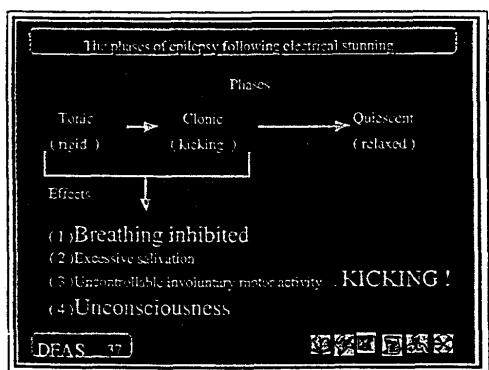 The phases of epilepsy following electrical stunning
Phases
Tonic Clonic Quiescent
( rigid ) ( kicking ) ( relaxed )
Effects
( 1 )Breathing inhibited
( 2 )Excessive salivation
( 3 )Uncontrollable involuntary motor activity . KICKING !
( 4 )Unconsciousness
DEAS 37